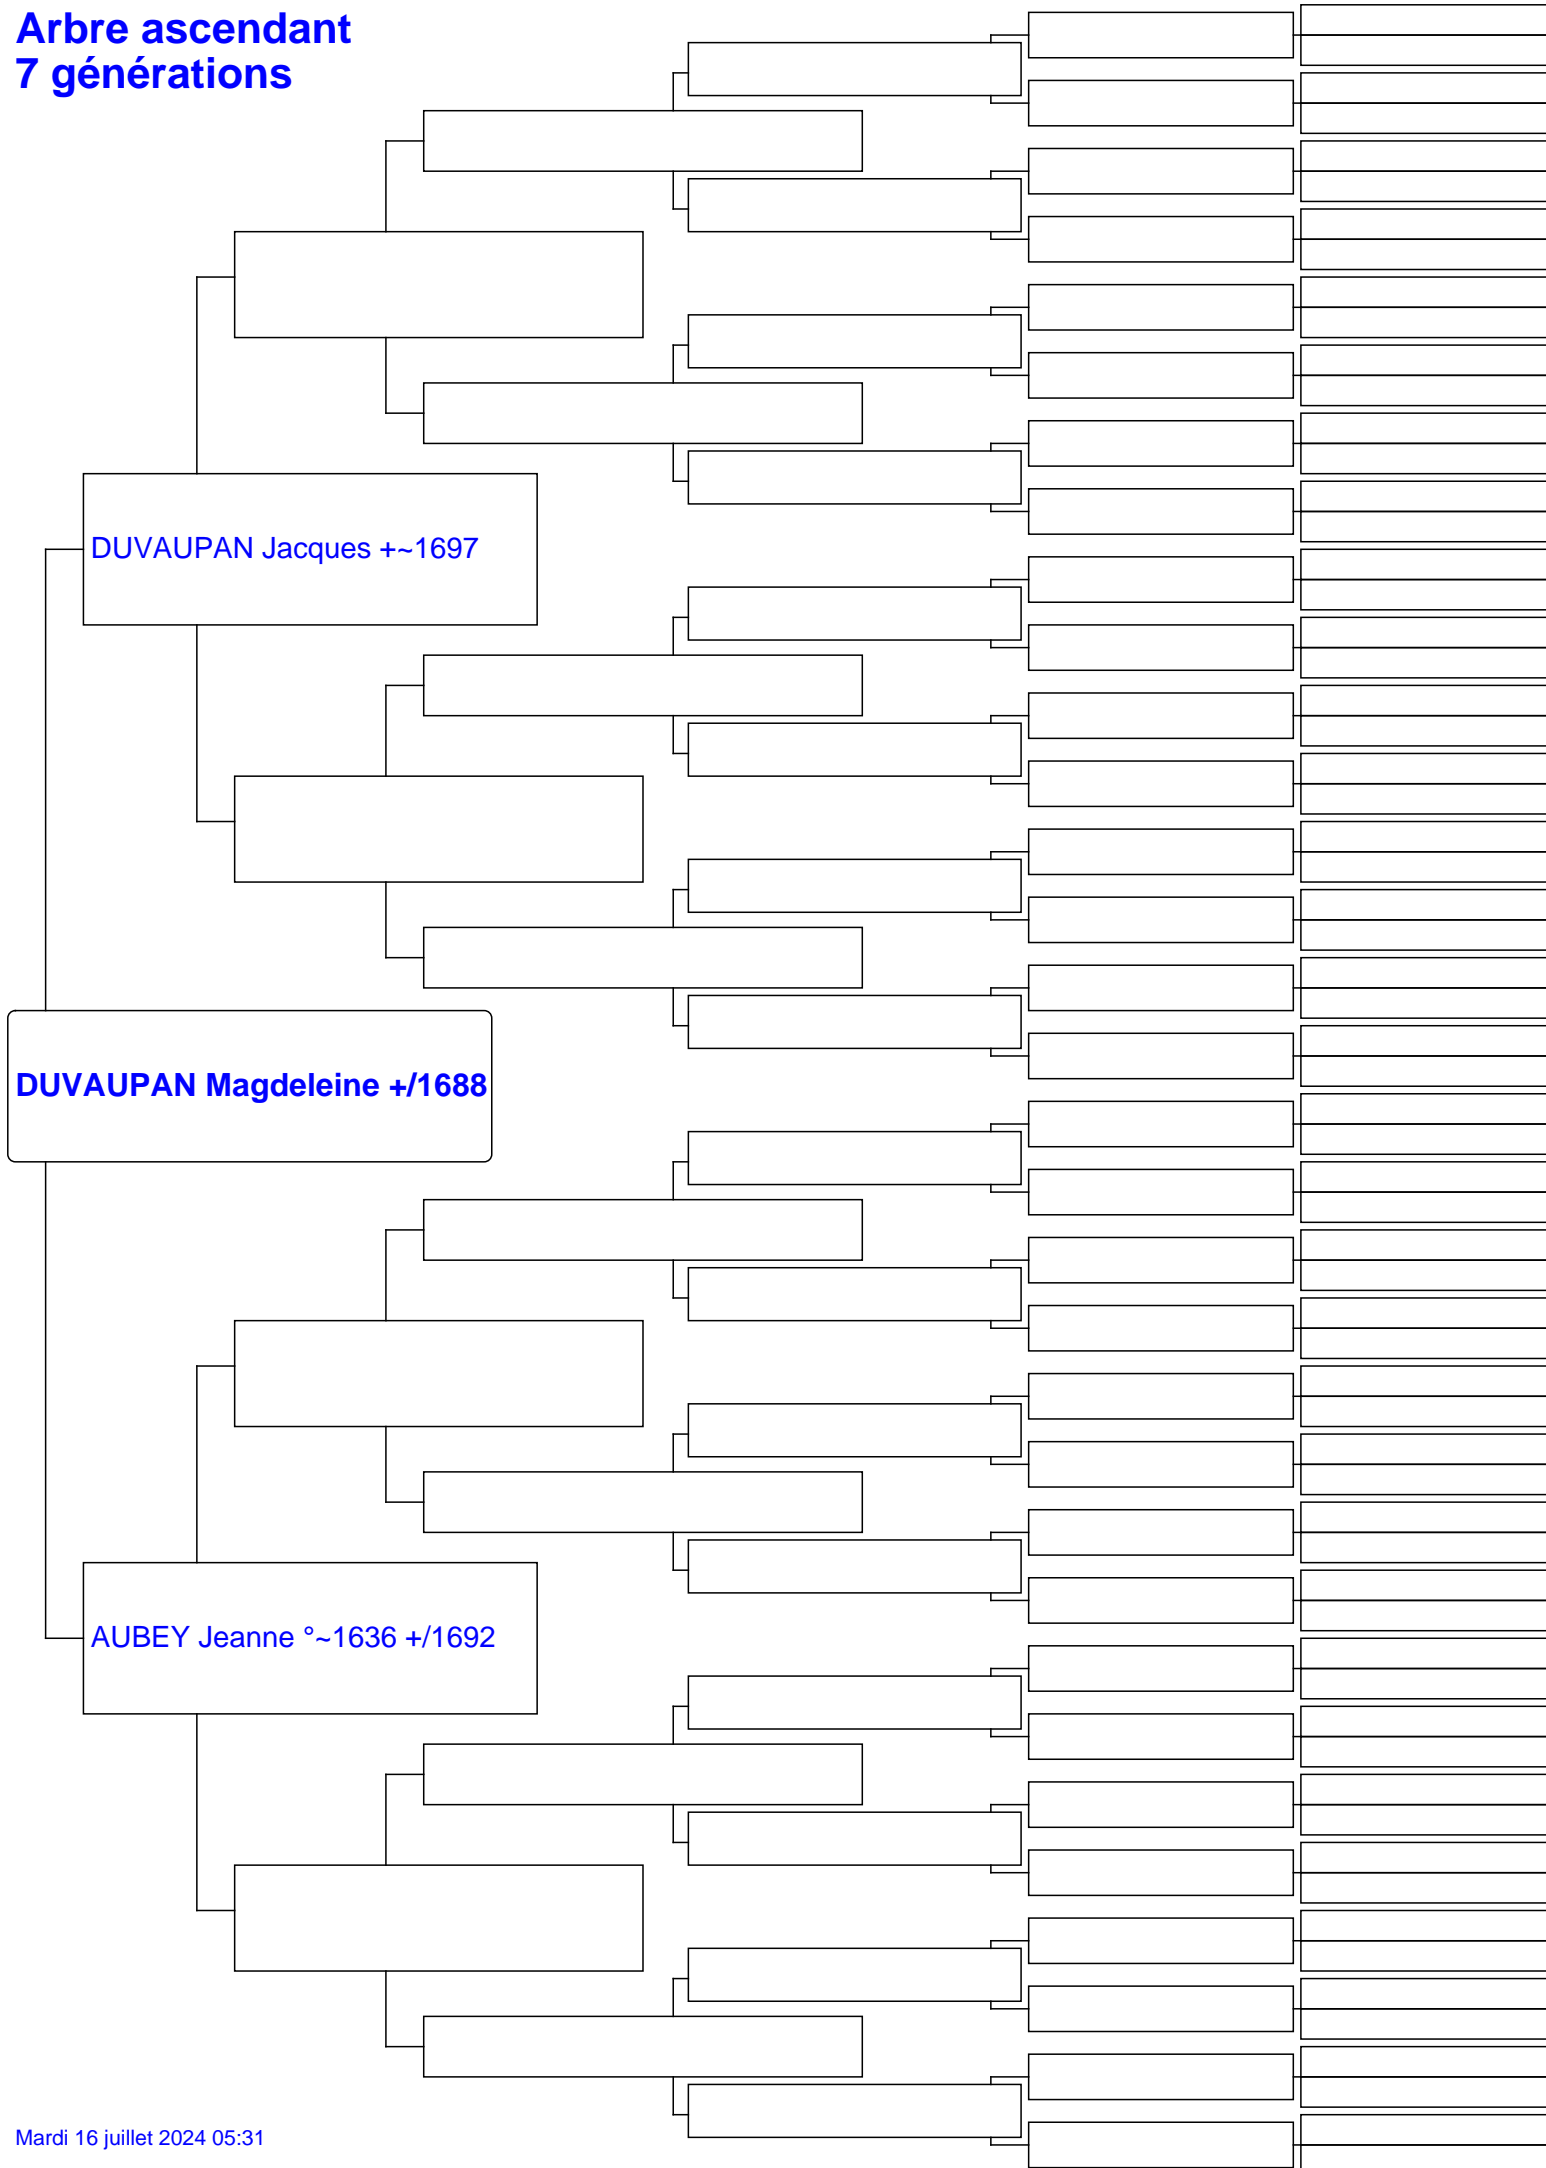 Arbre ascendant
7 générations
DUVAUPAN Jacques +~1697
DUVAUPAN Magdeleine +/1688
AUBEY Jeanne °~1636 +/1692
Mardi 16 juillet 2024 05:31